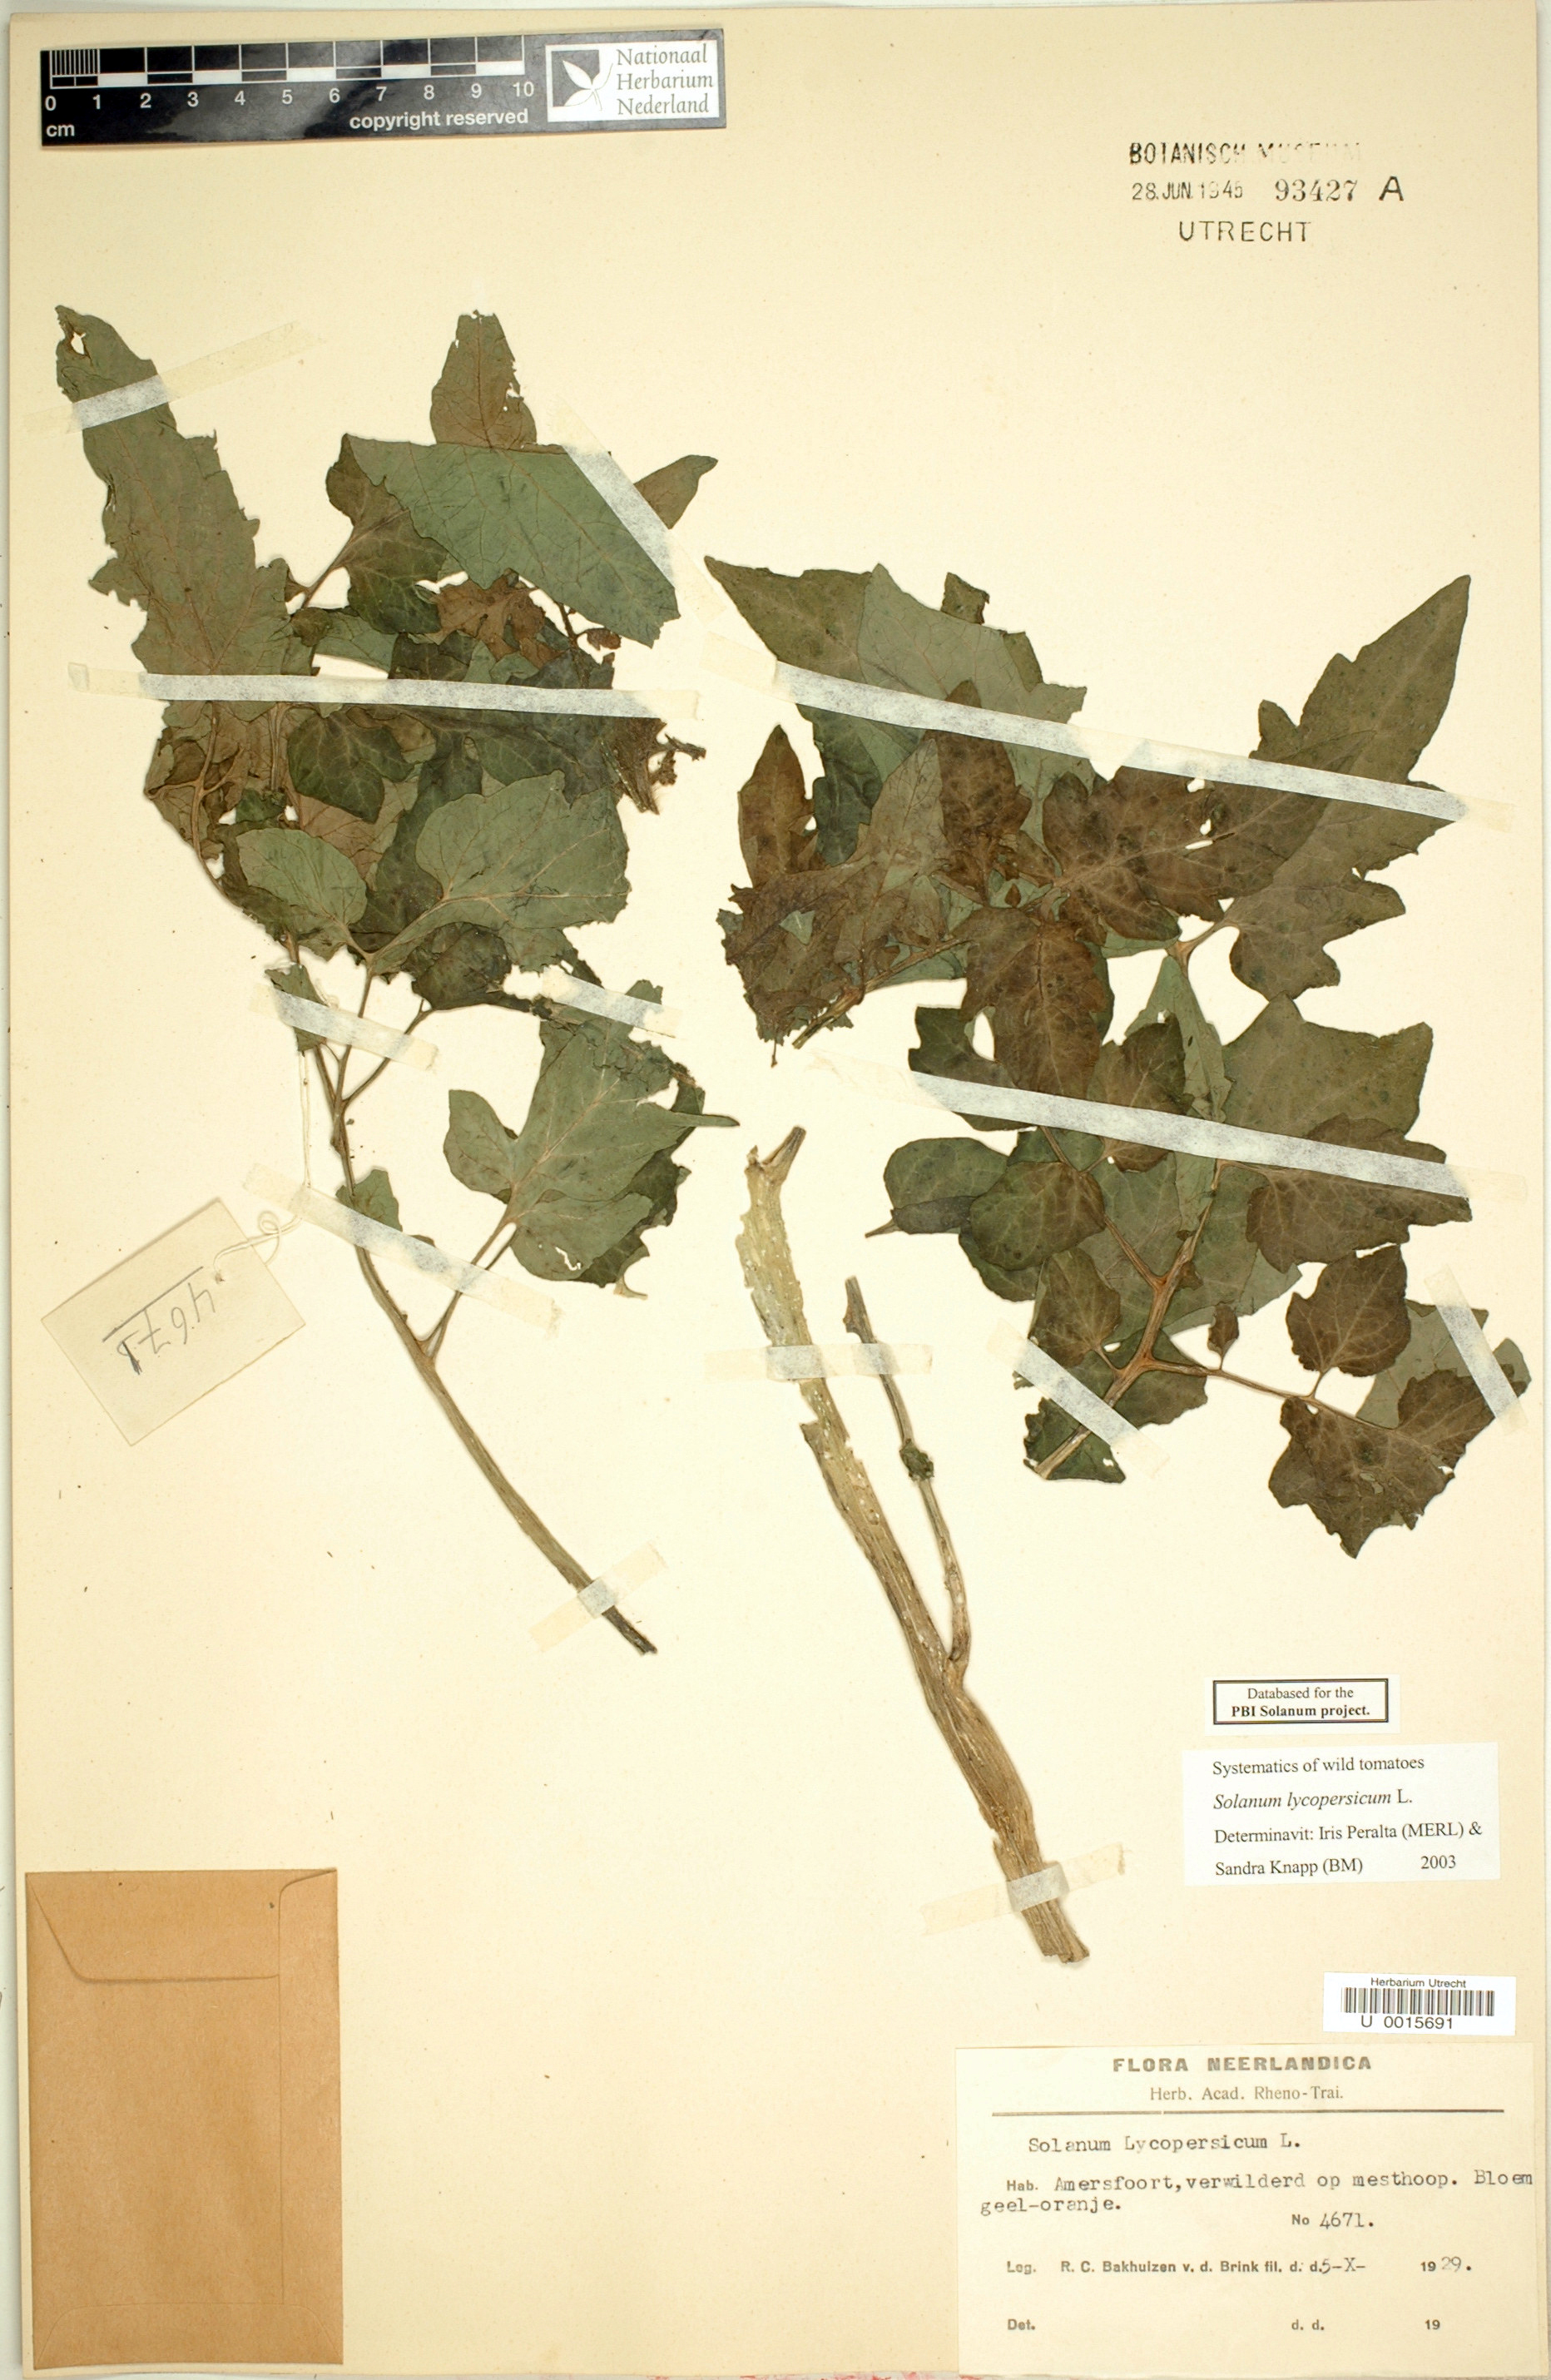 0 1 2 3 4 5 6 7 8 9 10
cm
copyright reserved
Nationaal
Herbarium
Nederland
BOTANISCH MUSEUM
28.JUN.1945 93427 A
UTRECHT
4671
Databased for the
PBI Solanum project.
Systematics of wild tomatoes
Solanum lycopersicum L.
Determinavit: Iris Peralta (MERL) &
Sandra Knapp (BM) 2003
Herbarium Utrecht
U 0015691
FLORA NEERLANDICA
Herb. Acad. Rheno-Trai.
Solanum Lycopersicum L.
Hab. Amersfoort, verwilderd op mesthoop. Bloem
geel-oranje.
No 4671.
Leg. R. C. Bakhuizen v. d. Brink fil. d. d. 5-X- 1929.
Det. d. d. 19